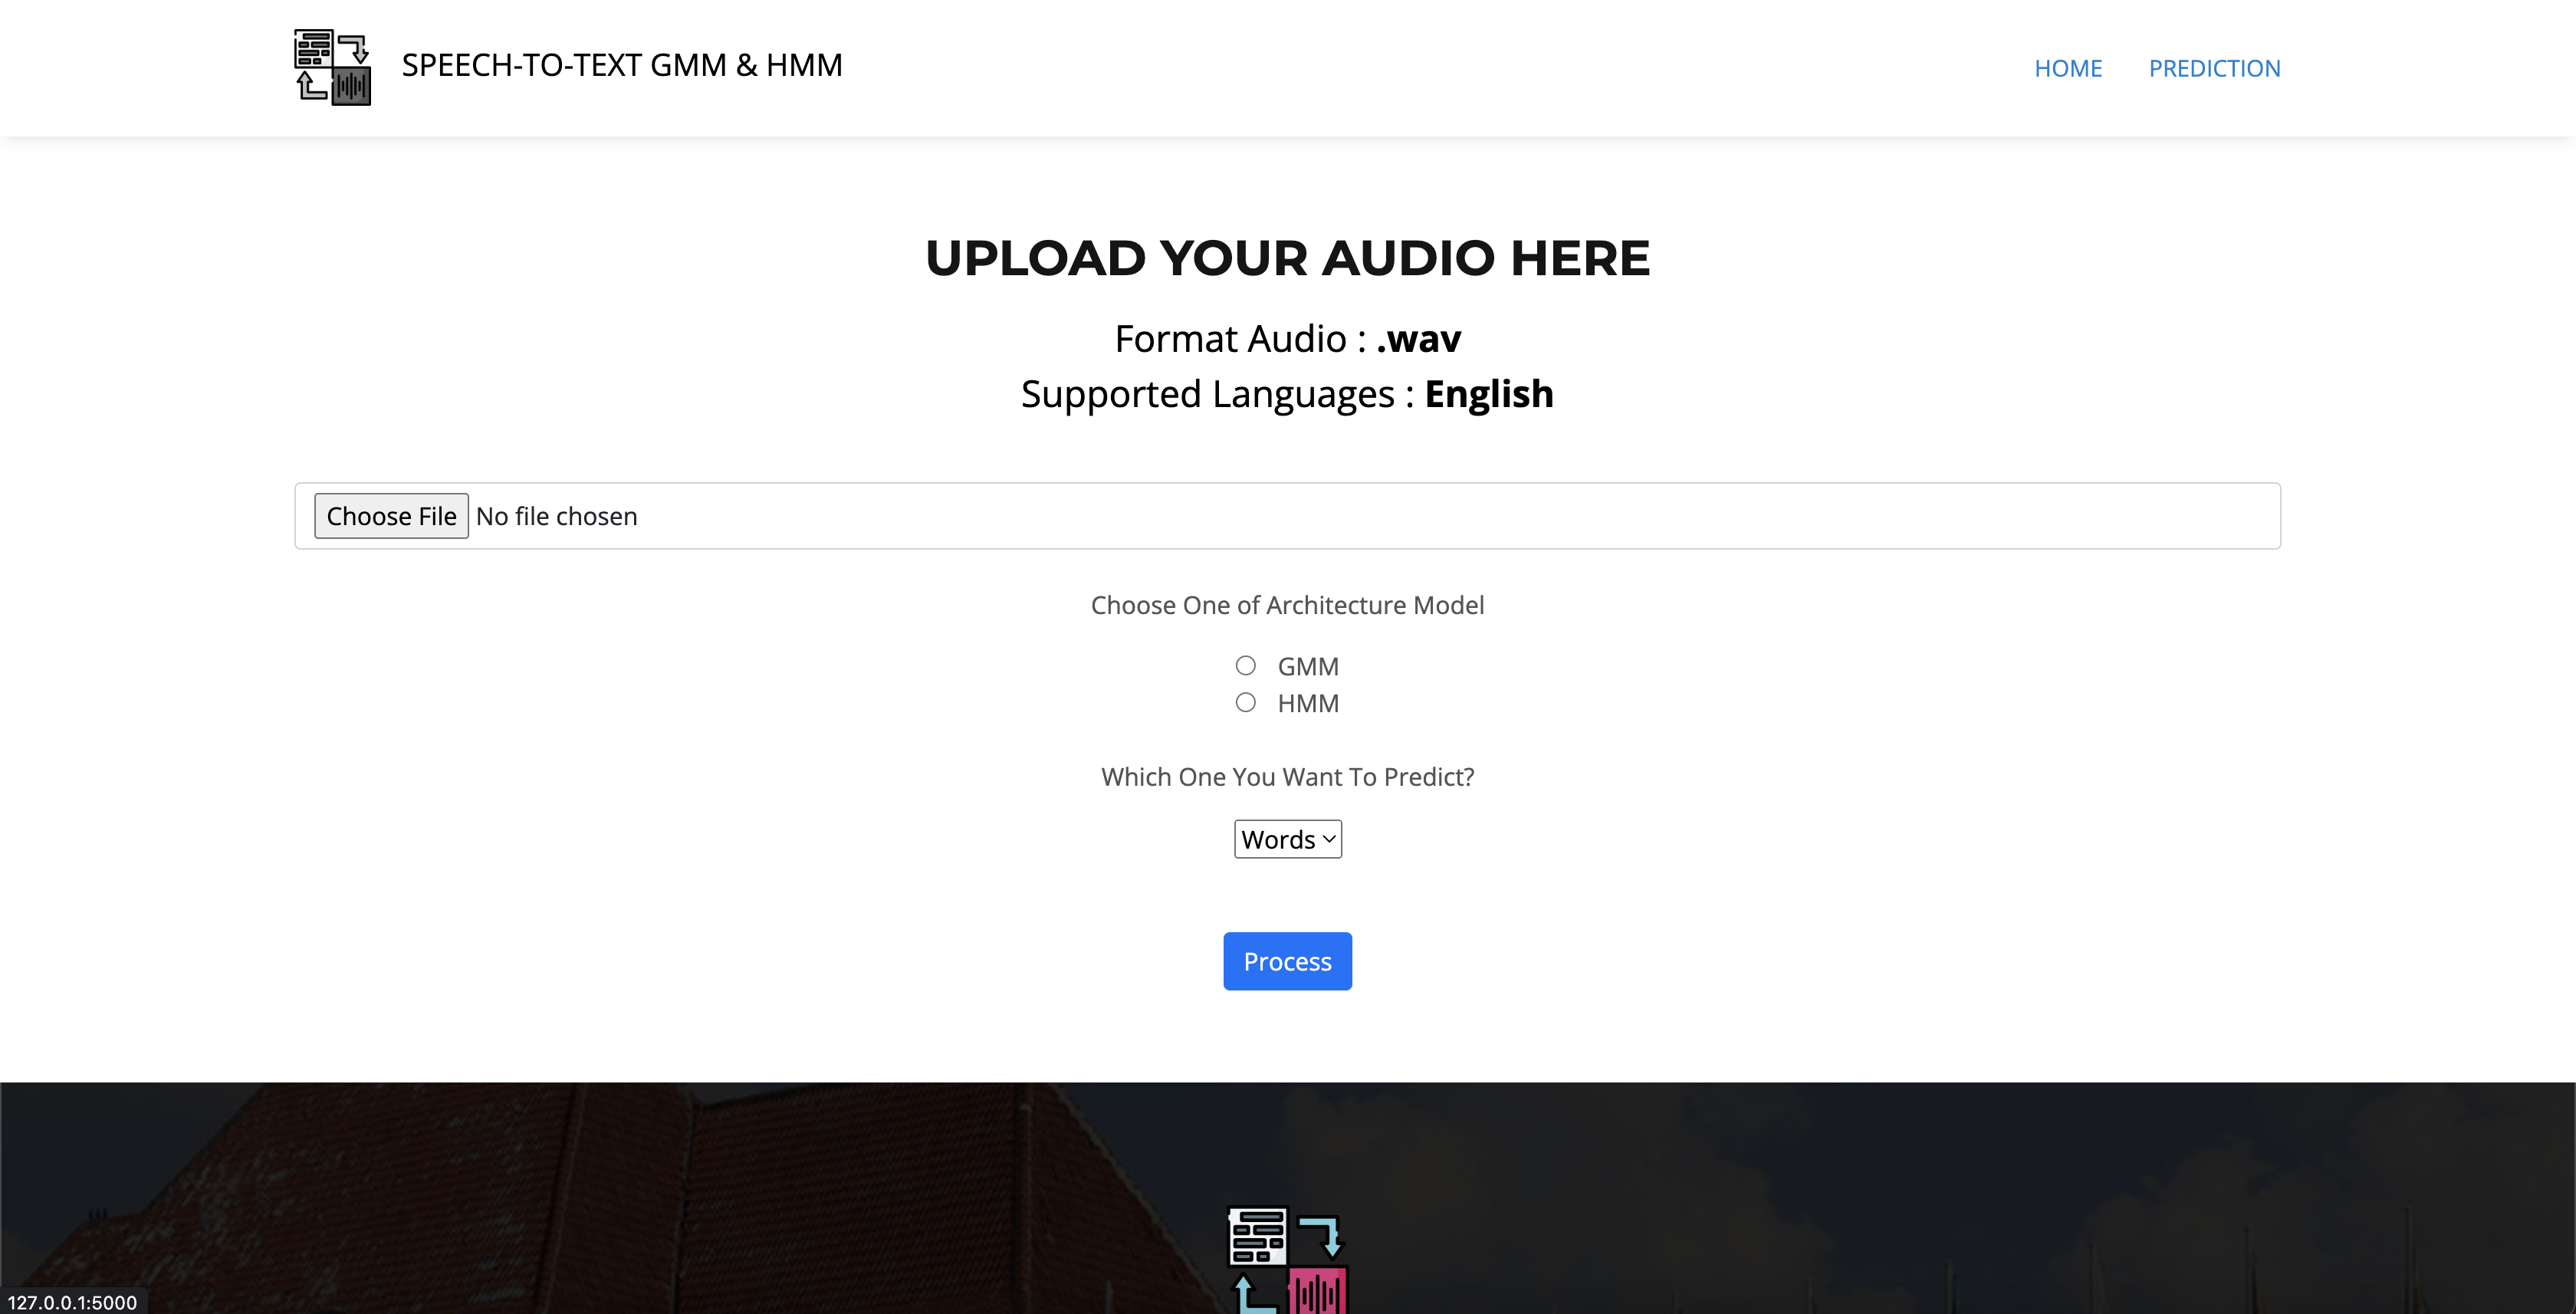 SPEECH-TO-TEXT GMM & HMM
HOME
PREDICTION
UPLOAD YOUR AUDIO HERE
Format Audio : .wav
Supported Languages : English
Choose File No file chosen
Choose One of Architecture Model
GMM
HMM
Which One You Want To Predict?
Words
Process
127.0.0.1:5000